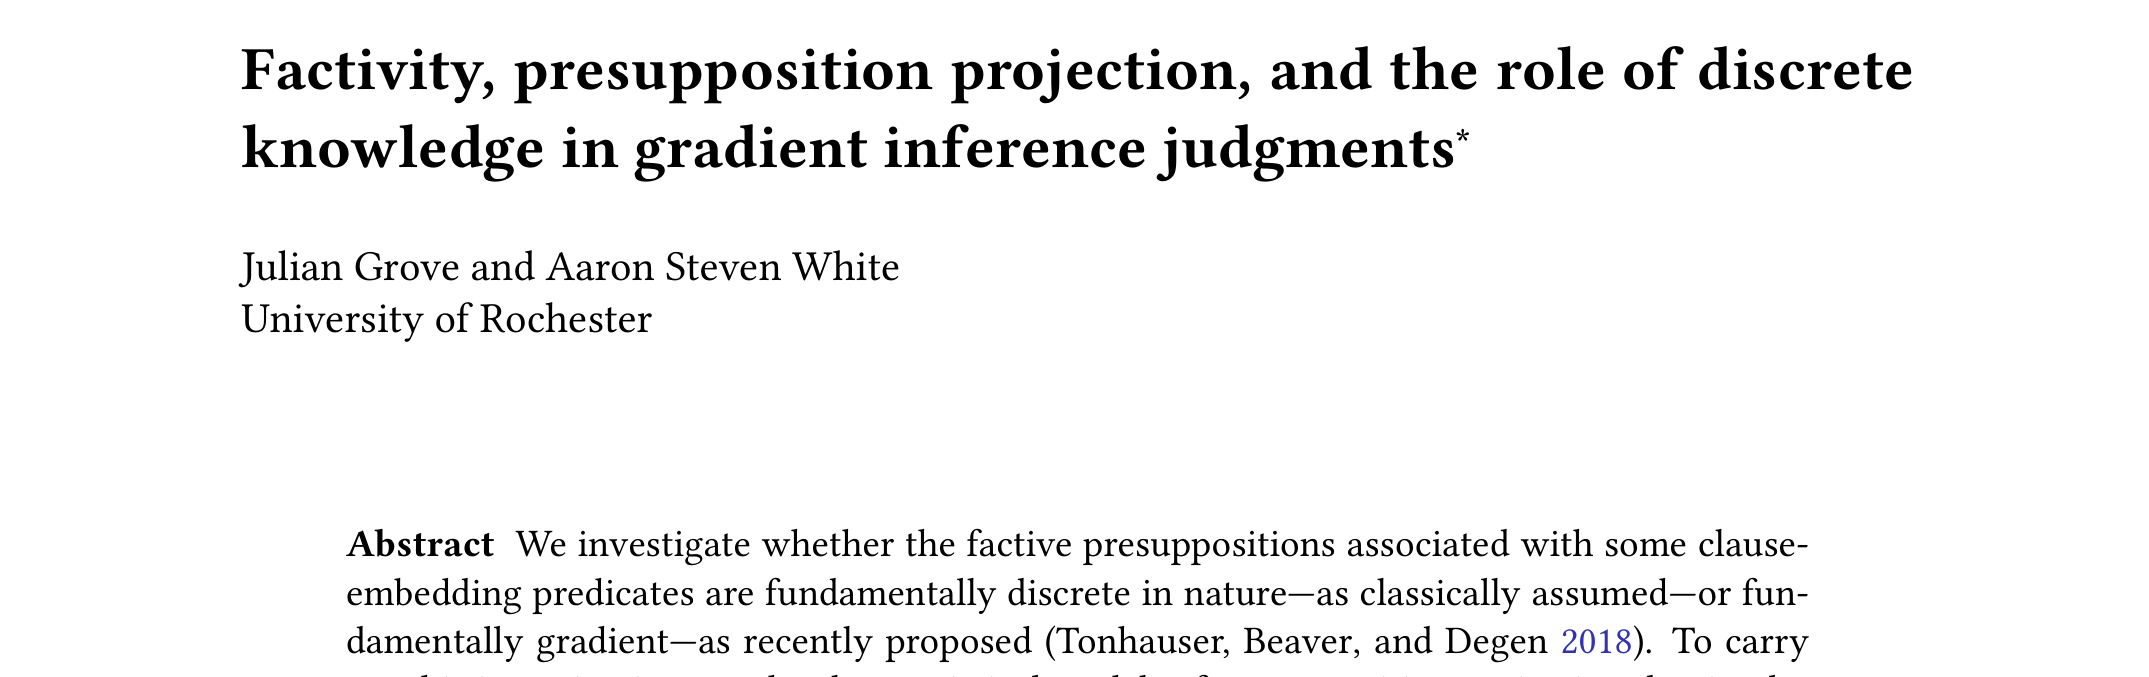 Factivity, presupposition projection, and the role of discrete
knowledge in gradient inference judgments*
Julian Grove and Aaron Steven White
University of Rochester
Abstract We investigate whether the factive presuppositions associated with some clause-
embedding predicates are fundamentally discrete in nature—as classically assumed—or fun-
damentally gradient—as recently proposed (Tonhauser, Beaver, and Degen 2018). To carry